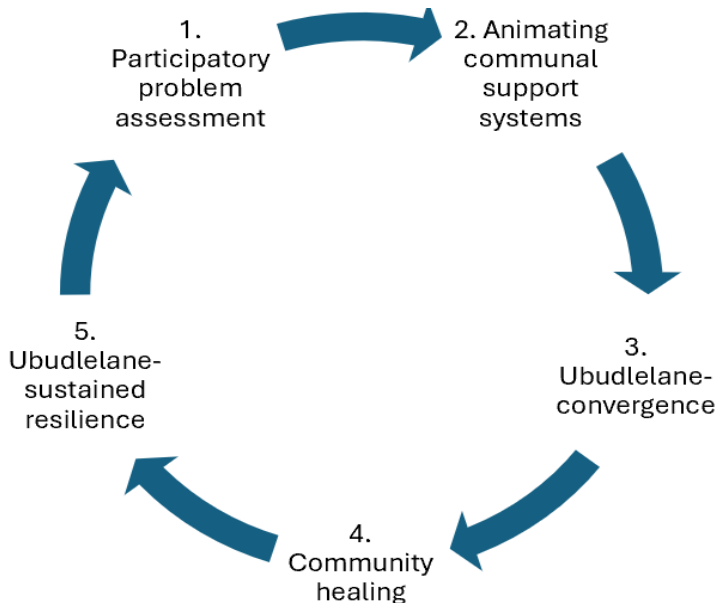 1.
Participatory
problem
assessment
2. Animating
communal
support
systems
3.
Ubudlelane-
convergence
4.
Community
healing
5.
Ubudlelane-
sustained
resilience